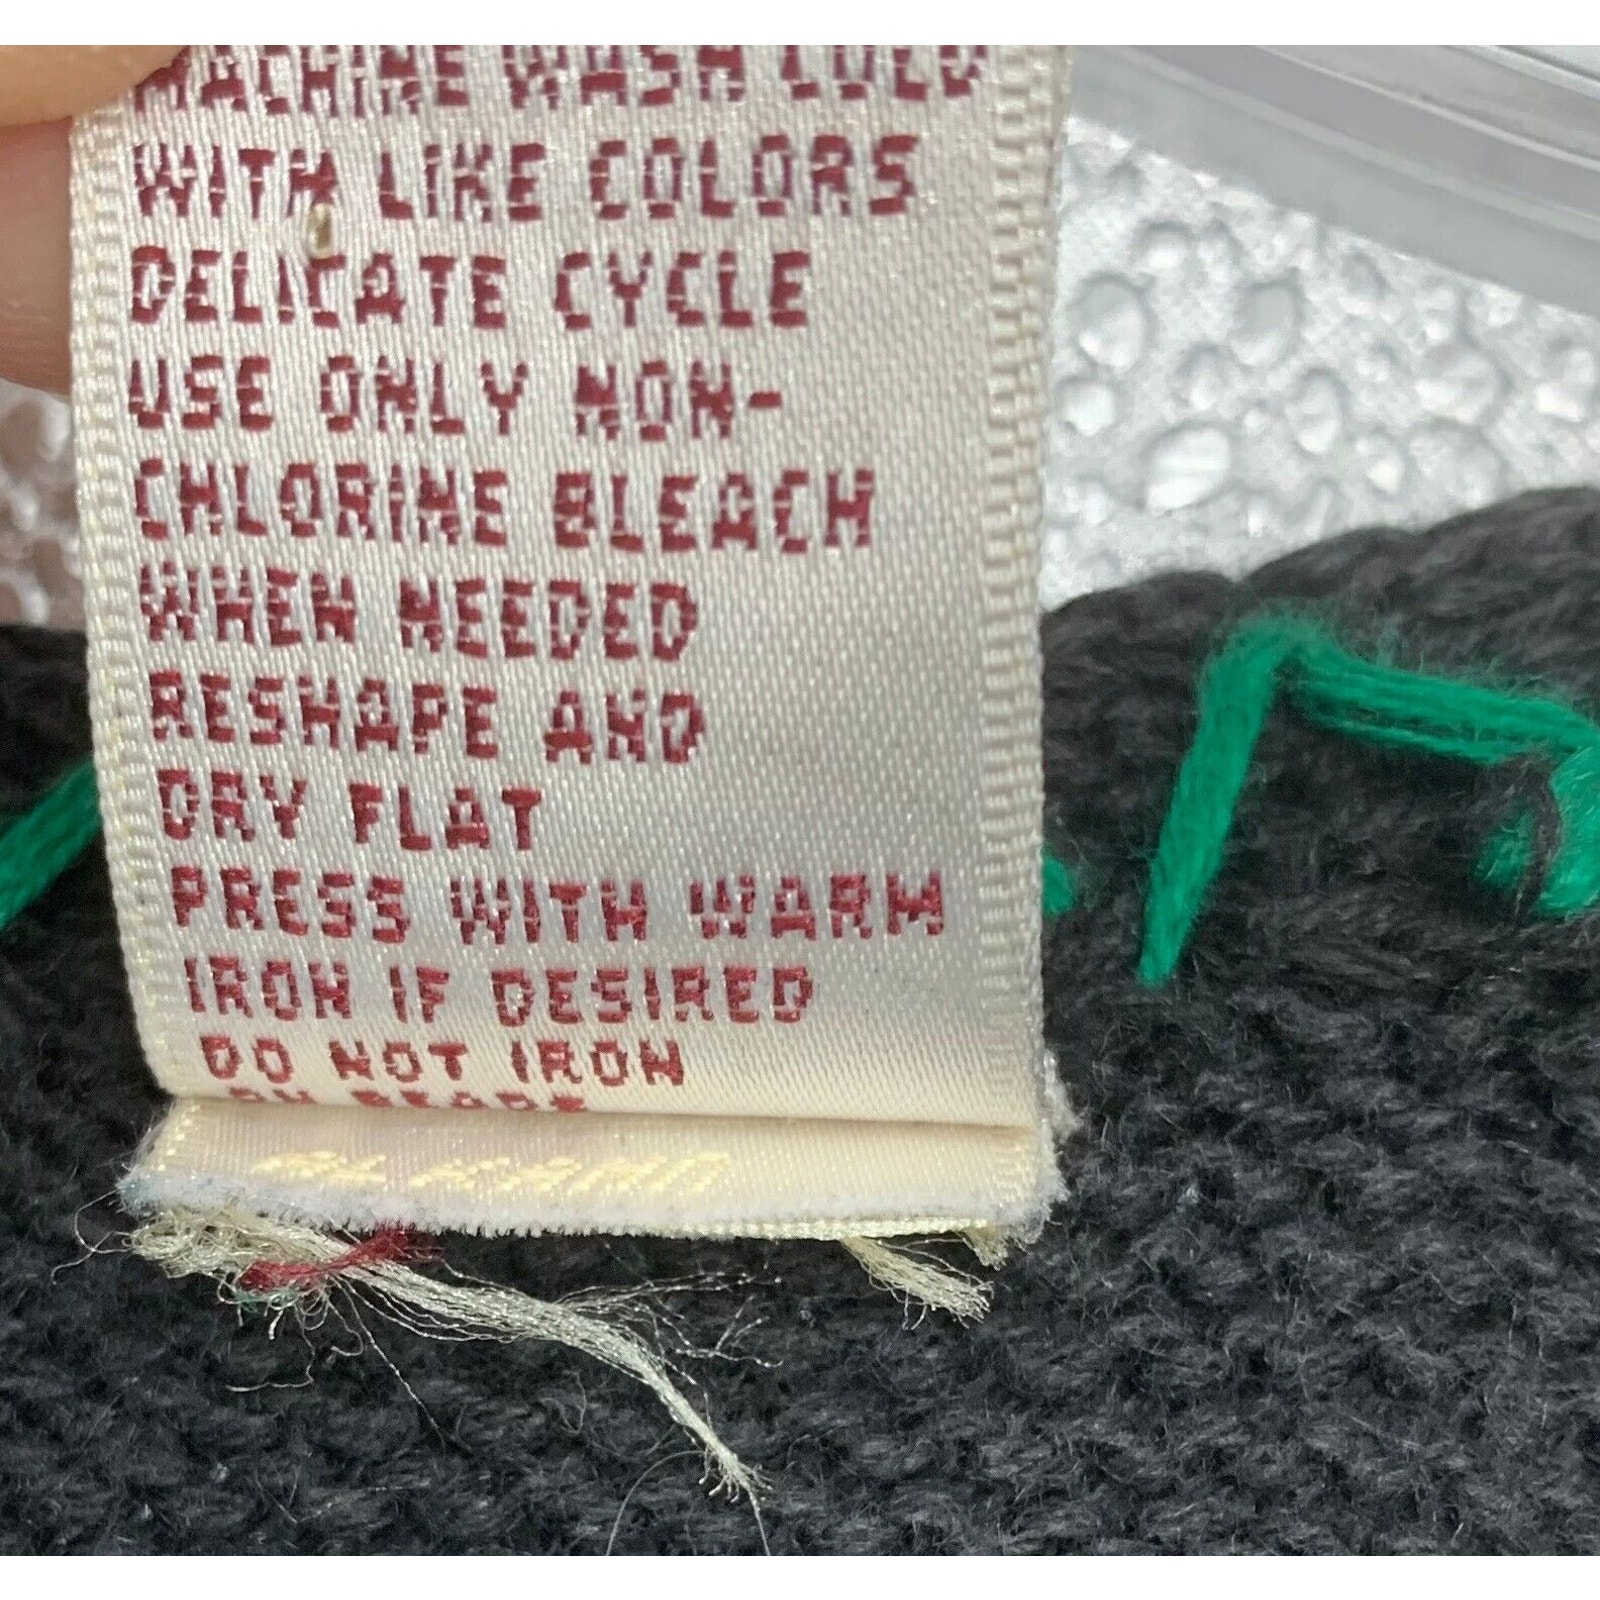 MACHINE WASH COLD
WITH LIKE COLORS
DELICATE CYCLE
USE ONLY NON-
CHLORINE BLEACH
WHEN NEEDED
RESHAPE AND
DRY FLAT
PRESS WITH WARM
IRON IF DESIRED
DO NOT IRON